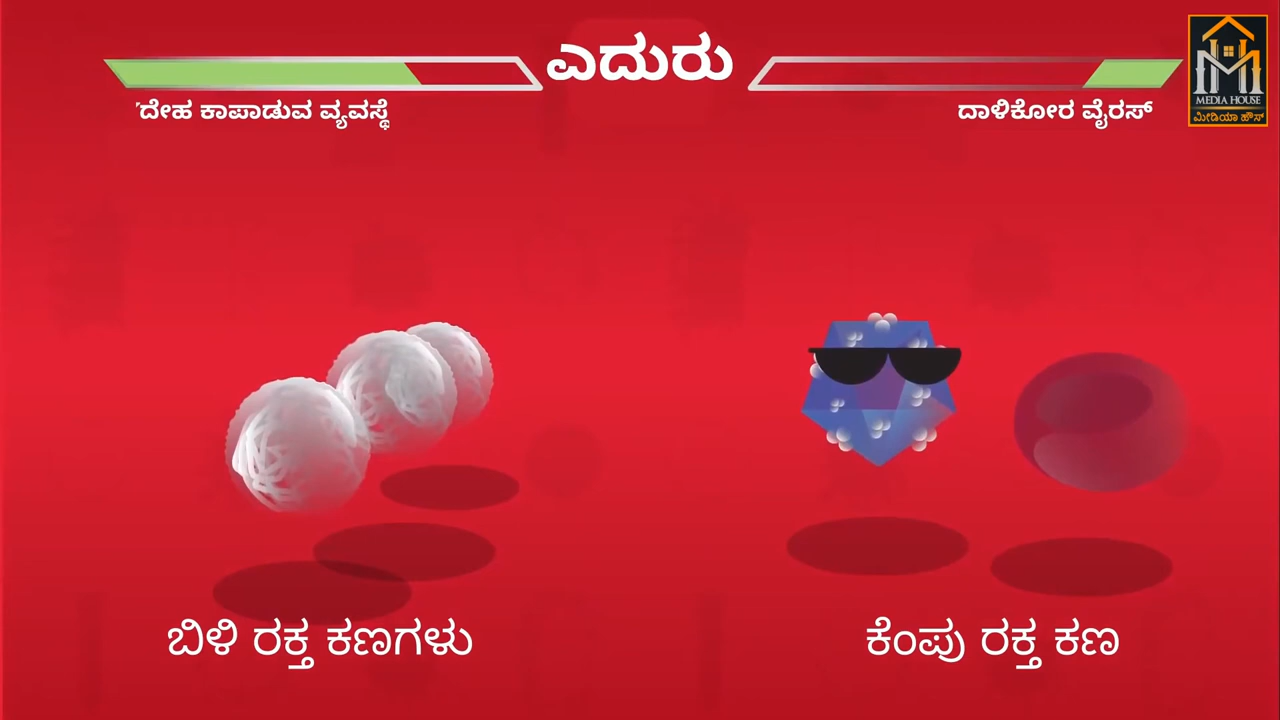 ಎದುರು
'ದೇಹ ಕಾಪಾಡುವ ವ್ಯವಸ್ಥೆ
ದಾಳಿಕೋರ ವೈರಸ್
MEDIA HOUSE
ಮೀಡಿಯಾ ಹೌಸ್
ಬಿಳಿ ರಕ್ತ ಕಣಗಳು
ಕೆಂಪು ರಕ್ತ ಕಣ